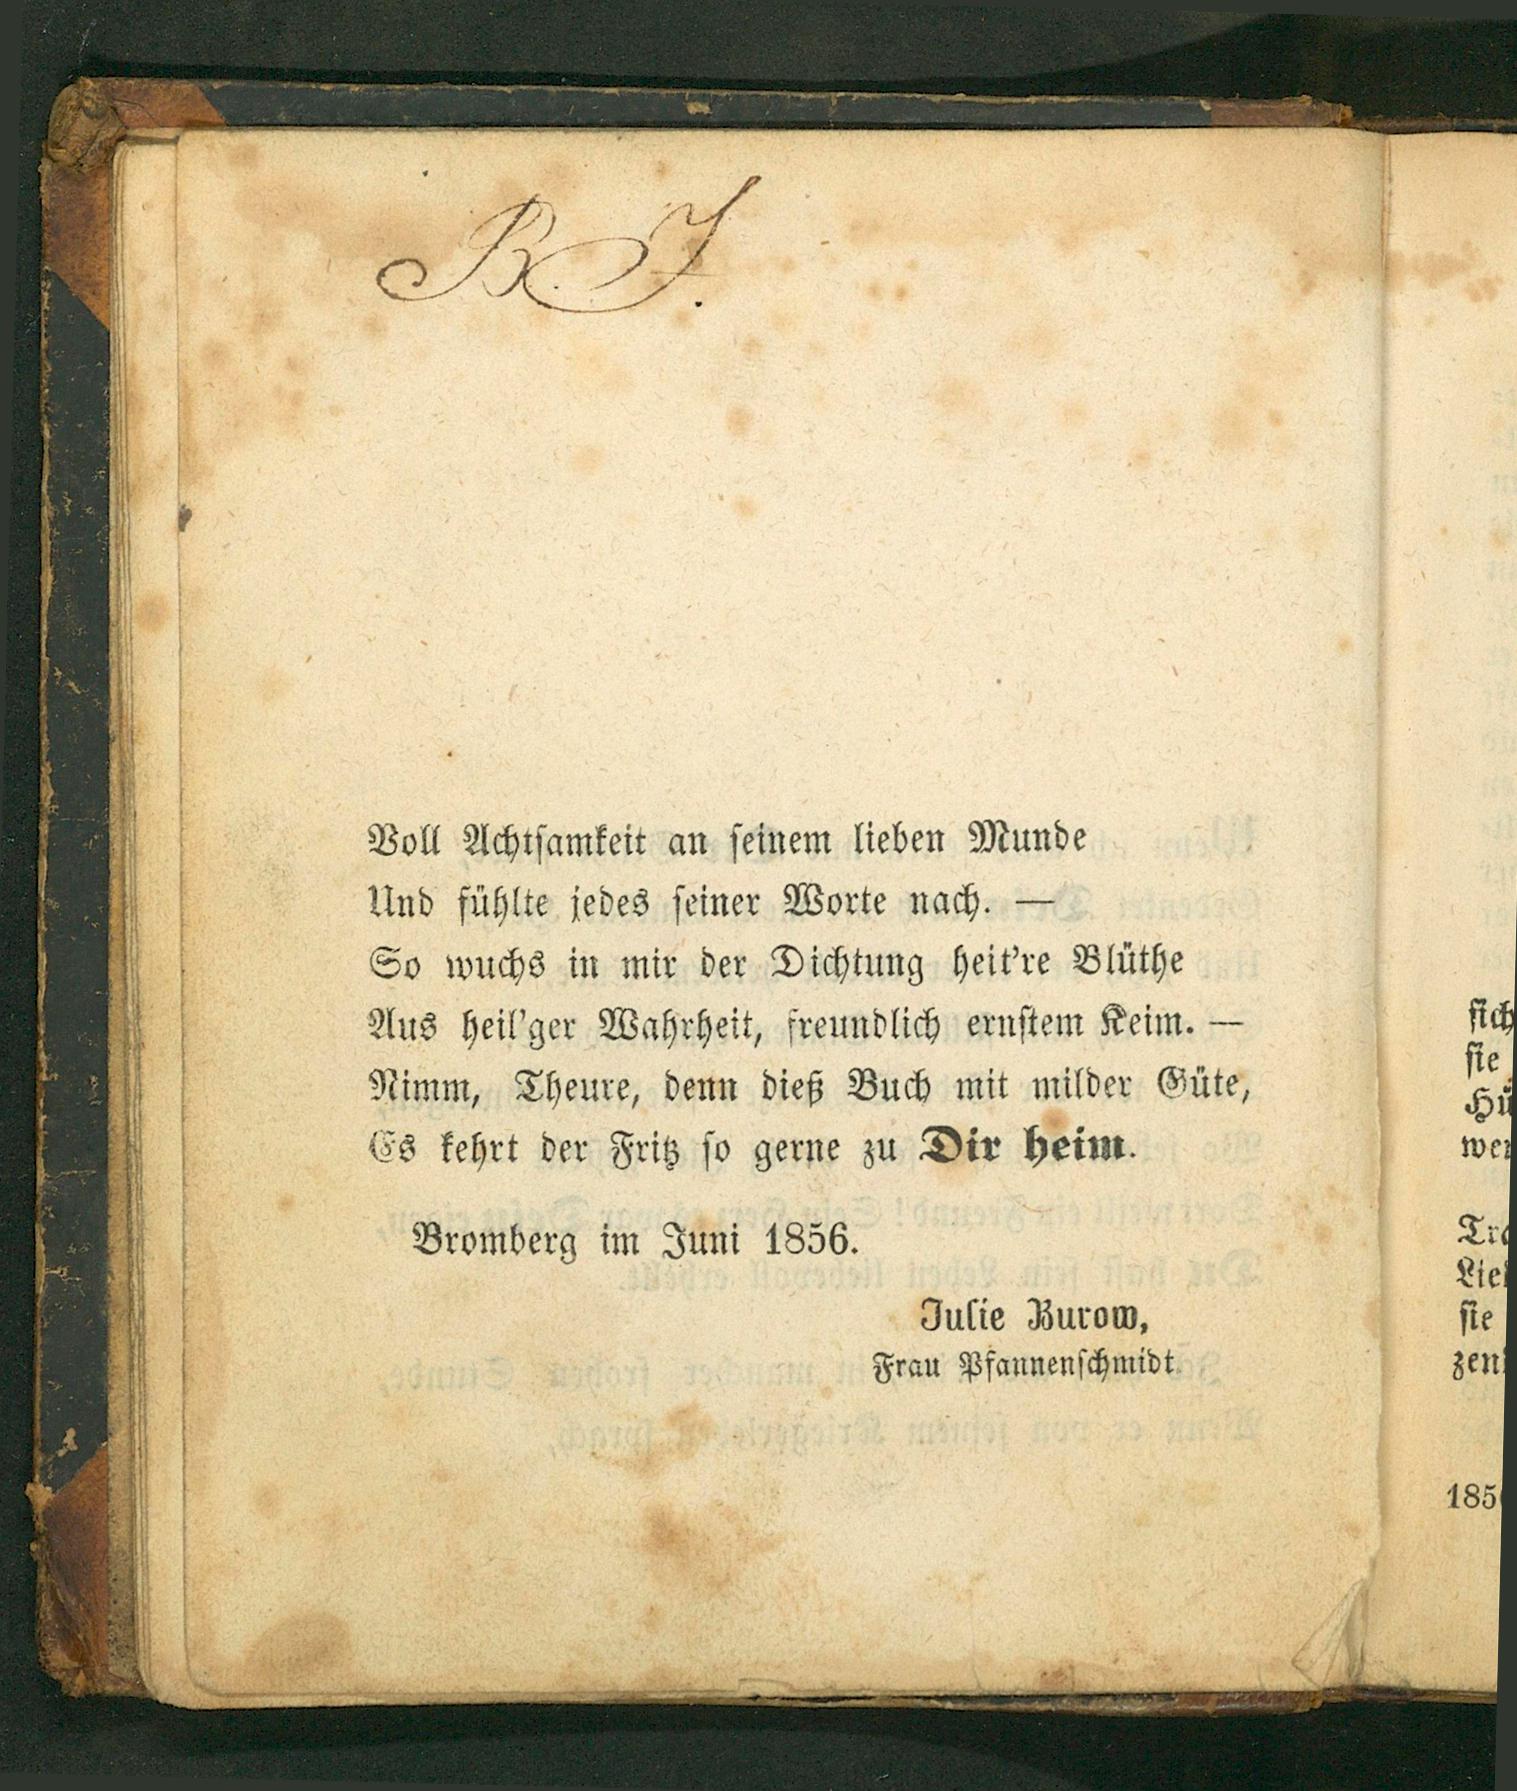 B. J.
Voll Achtsamkeit an seinem lieben Munde
Und fühlte jedes seiner Worte nach. —
So wuchs in mir der Dichtung heit're Blüthe
Aus heil'ger Wahrheit, freundlich ernstem Keim. —
Nimm, Theure, denn dieß Buch mit milder Güte,
Es kehrt der Fritz so gerne zu Dir heim.
Bromberg im Juni 1856.
Julie Burow,
Frau Pfannenschmidt.
sich
sie